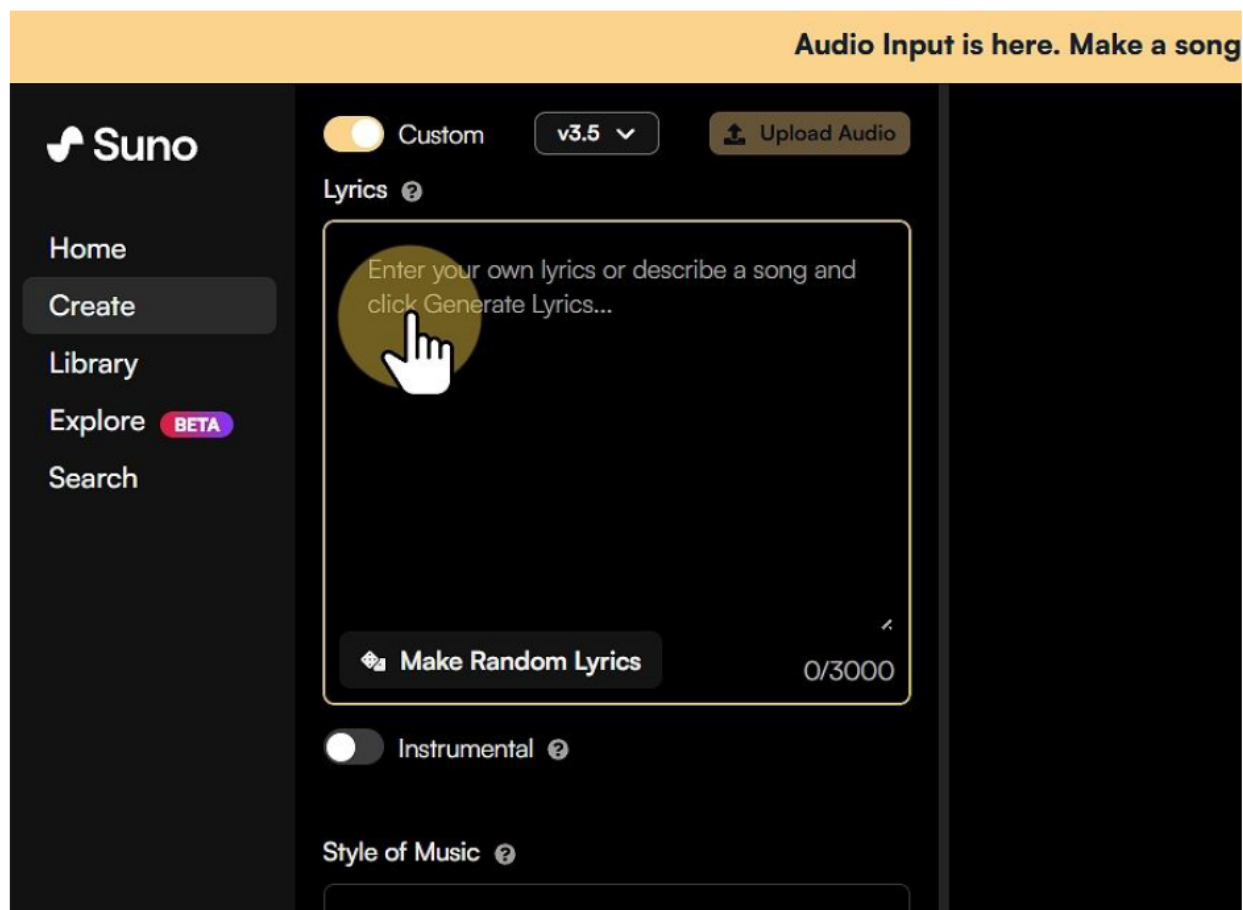 Audio Input is here. Make a song
Suno
Home
Create
Library
Explore BETA
Search
Custom v3.5 Upload Audio
Lyrics ?
Enter your own lyrics or describe a song and
click Generate Lyrics...
Make Random Lyrics 0/3000
Instrumental ?
Style of Music ?